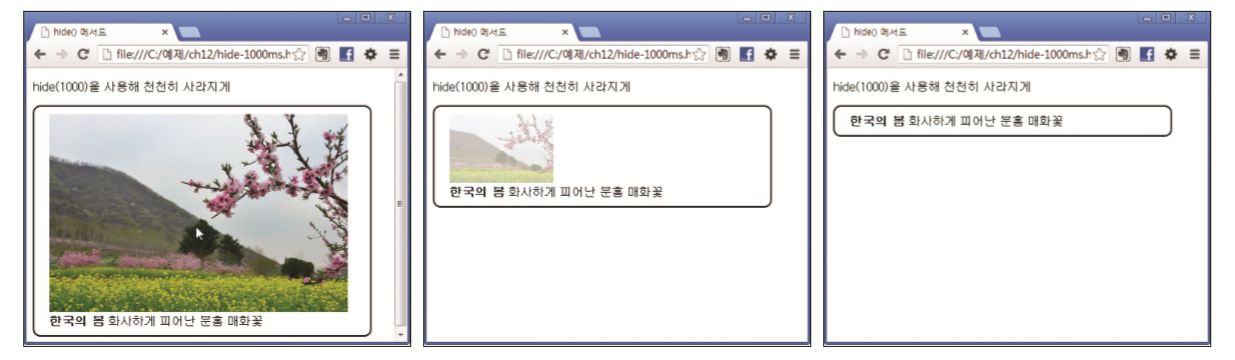 hide() 메서드
file:///C:/예제/ch12/hide-1000ms.h
hide(1000)을 사용해 천천히 사라지게
한국의 봄 화사하게 피어난 분홍 매화꽃
hide() 메서드
file:///C:/예제/ch12/hide-1000ms.h
hide(1000)을 사용해 천천히 사라지게
한국의 봄 화사하게 피어난 분홍 매화꽃
hide() 메서드
file:///C:/예제/ch12/hide-1000ms.h
hide(1000)을 사용해 천천히 사라지게
한국의 봄 화사하게 피어난 분홍 매화꽃